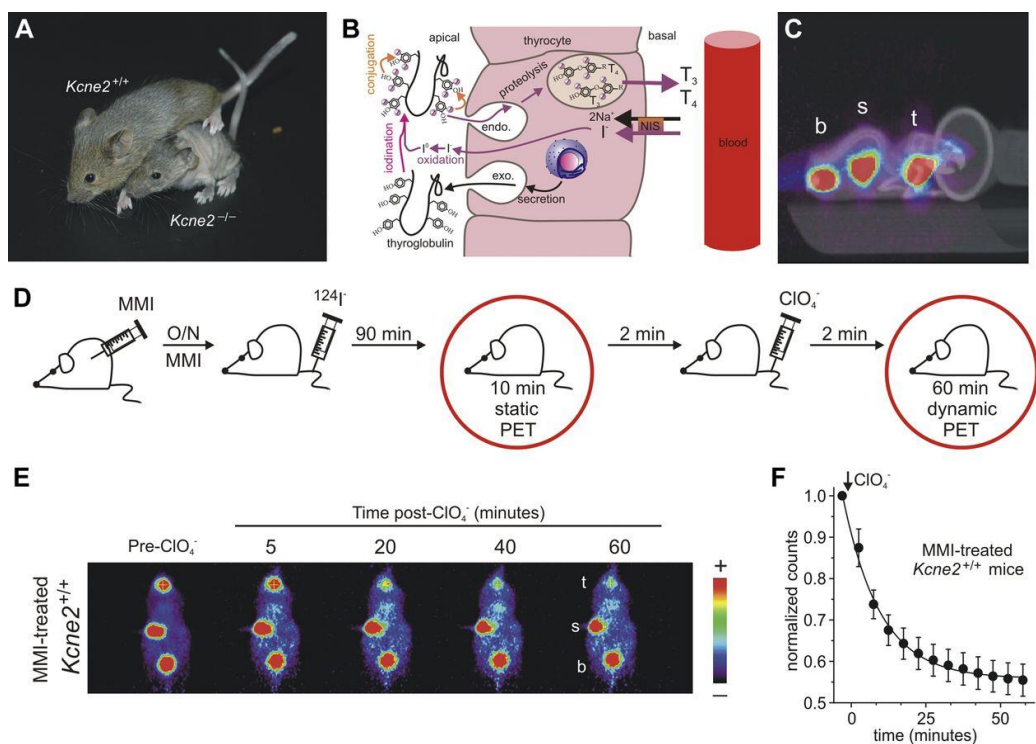 A
Kcne2+/+
Kcne2−/−
B
apical
thyrocyte
basal
conjugation
HO
OH
proteolysis
T4
T3
R
endo.
2Na+
I-
NIS
T3
T4
blood
iodination
I0
I-
oxidation
exo.
secretion
HO
OH
thyroglobulin
C
b
s
t
D
MMI
O/N
MMI
124I-
90 min
10 min
static
PET
2 min
ClO4-
2 min
60 min
dynamic
PET
E
Time post-ClO4- (minutes)
Pre-ClO4-
5
20
40
60
MMI-treated
Kcne2+/+
t
s
b
+
−
F
ClO4-
MMI-treated
Kcne2+/+ mice
normalized counts
1.0
0.9
0.8
0.7
0.6
0.5
0
25
50
time (minutes)